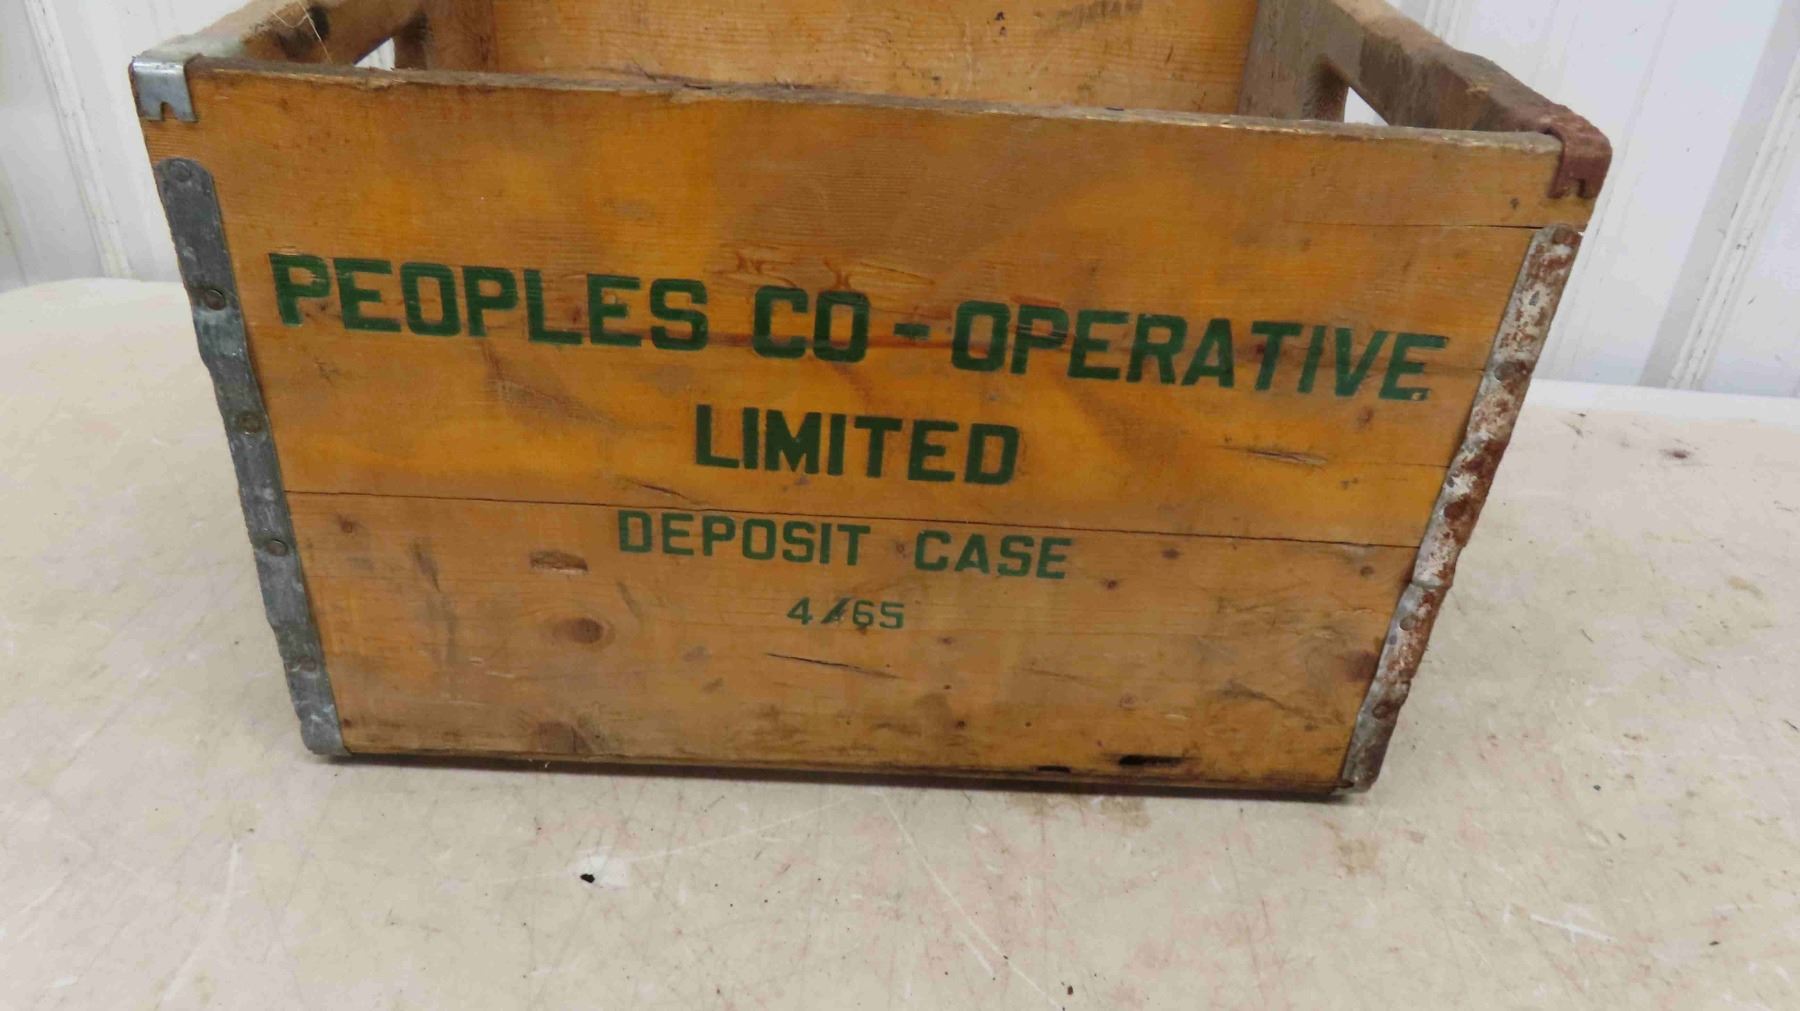 PEOPLES CO-OPERATIVE
LIMITED
DEPOSIT CASE
4/65